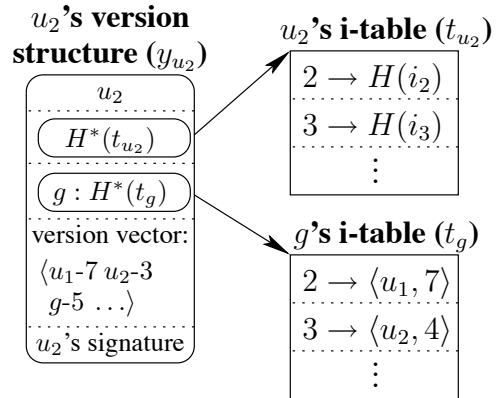 u₂'s version
structure (y_{u₂})
u₂
H*(t_{u₂})
g : H*(t_g)
version vector:
⟨u₁-7 u₂-3
g-5 …⟩
u₂'s signature
u₂'s i-table (t_{u₂})
2 → H(i₂)
3 → H(i₃)
⋮
g's i-table (t_g)
2 → ⟨u₁, 7⟩
3 → ⟨u₂, 4⟩
⋮